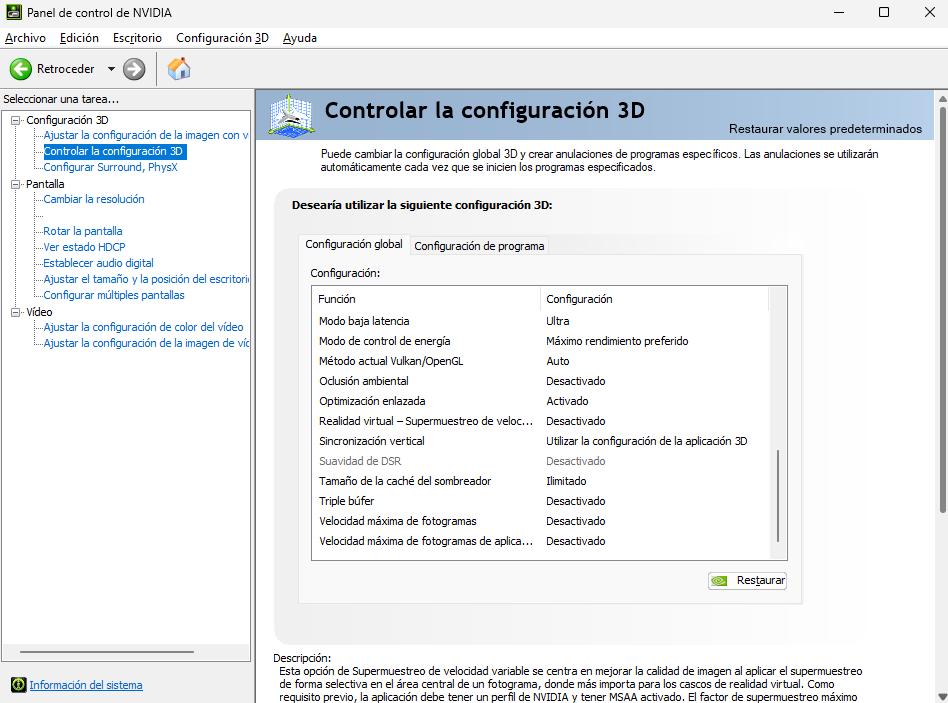 Panel de control de NVIDIA
Archivo Edición Escritorio Configuración 3D Ayuda
Retroceder
Seleccionar una tarea...
Configuración 3D
Ajustar la configuración de la imagen con v
Controlar la configuración 3D
Configurar Surround, PhysX
Pantalla
Cambiar la resolución
Rotar la pantalla
Ver estado HDCP
Establecer audio digital
Ajustar el tamaño y la posición del escritori
Configurar múltiples pantallas
Vídeo
Ajustar la configuración de color del vídeo
Ajustar la configuración de la imagen de víd
Información del sistema
Controlar la configuración 3D
Restaurar valores predeterminados
Puede cambiar la configuración global 3D y crear anulaciones de programas específicos. Las anulaciones se utilizarán
automáticamente cada vez que se inicien los programas especificados.
Desearía utilizar la siguiente configuración 3D:
Configuración global Configuración de programa
Configuración:
Función Configuración
Modo baja latencia Ultra
Modo de control de energía Máximo rendimiento preferido
Método actual Vulkan/OpenGL Auto
Oclusión ambiental Desactivado
Optimización enlazada Activado
Realidad virtual – Supermuestreo de veloc... Desactivado
Sincronización vertical Utilizar la configuración de la aplicación 3D
Suavidad de DSR Desactivado
Tamaño de la caché del sombreador Ilimitado
Triple búfer Desactivado
Velocidad máxima de fotogramas Desactivado
Velocidad máxima de fotogramas de aplica... Desactivado
Restaurar
Descripción:
Esta opción de Supermuestreo de velocidad variable se centra en mejorar la calidad de imagen al aplicar el supermuestreo
de forma selectiva en el área central de un fotograma, donde más importa para los cascos de realidad virtual. Como
requisito previo, la aplicación debe tener un perfil de NVIDIA y tener MSAA activado. El factor de supermuestreo máximo